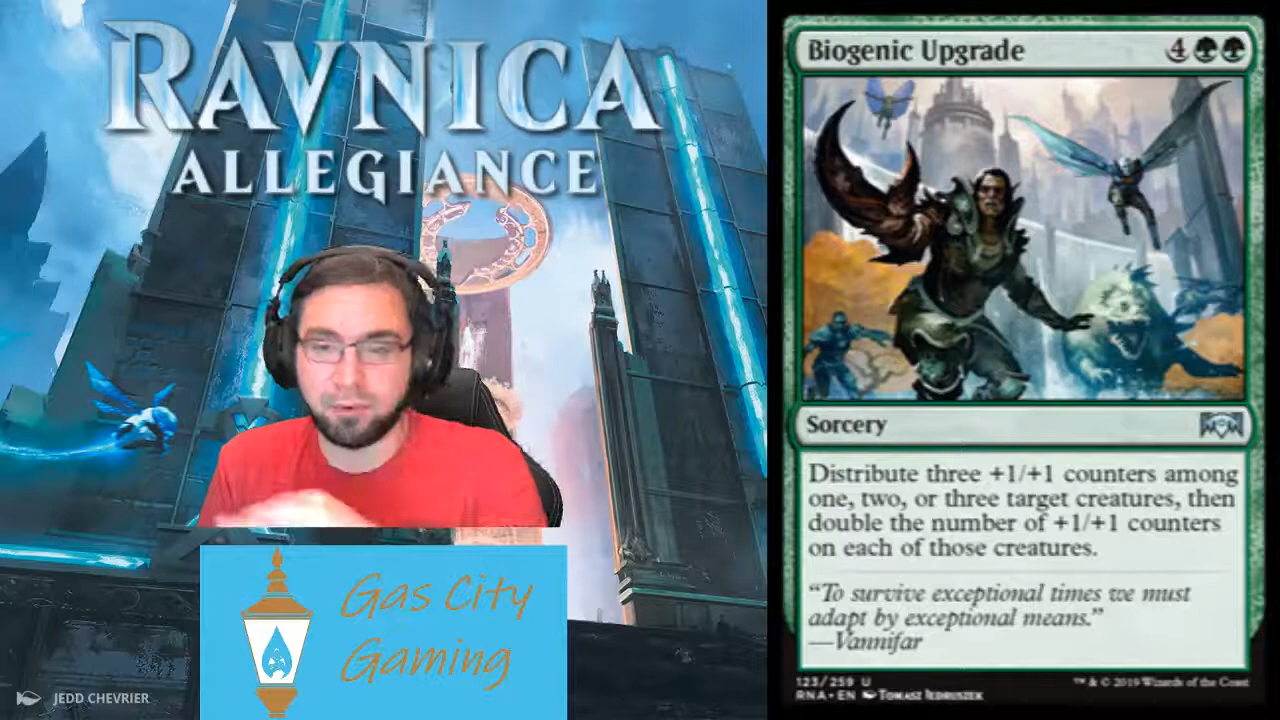 RAVNICA
ALLEGIANCE
Gas City
Gaming
JEDD CHEVRIER
Biogenic Upgrade 4
Sorcery
Distribute three +1/+1 counters among
one, two, or three target creatures, then
double the number of +1/+1 counters
on each of those creatures.
“To survive exceptional times we must
adapt by exceptional means.”
—Vannifar
123/259 U
RNA • EN TOMASZ JEDRUSZEK
™ & © 2019 Wizards of the Coast